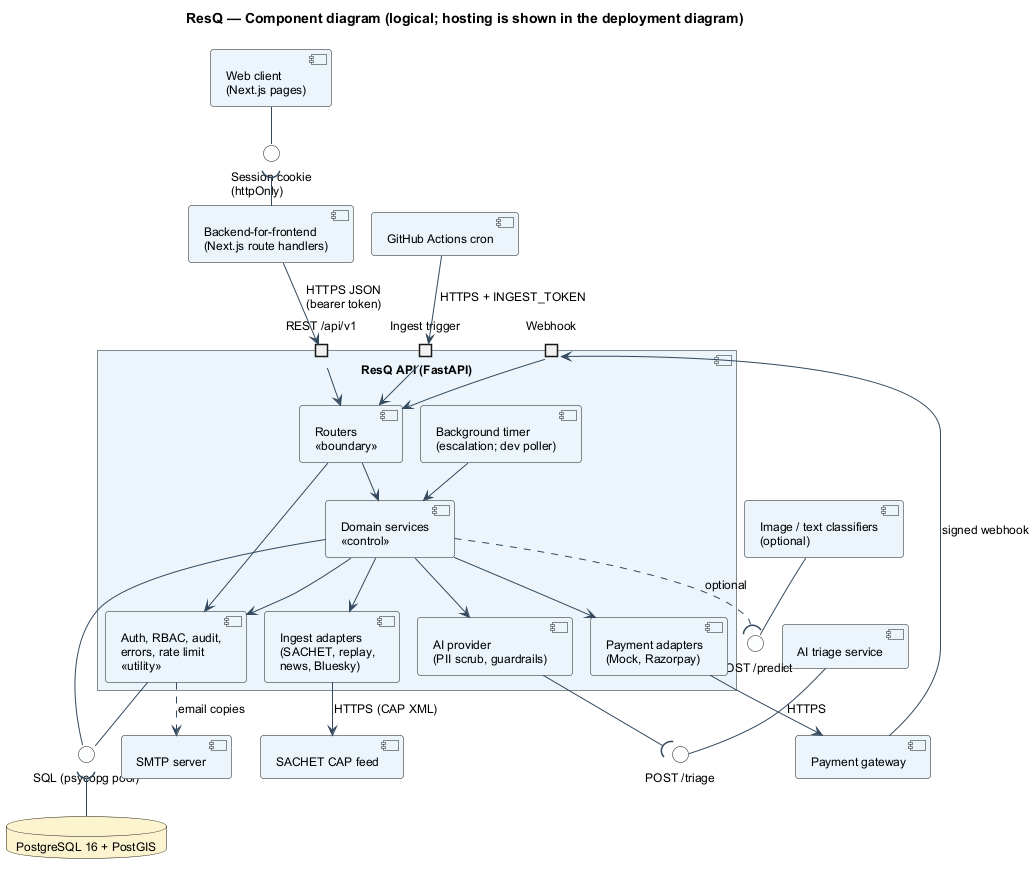 ResQ — Component diagram (logical; hosting is shown in the deployment diagram)
Web client
(Next.js pages)
Session cookie
(httpOnly)
Backend-for-frontend
(Next.js route handlers)
GitHub Actions cron
HTTPS JSON
(bearer token)
HTTPS + INGEST_TOKEN
REST /api/v1
Ingest trigger
Webhook
ResQ API (FastAPI)
Routers
«boundary»
Background timer
(escalation; dev poller)
Domain services
«control»
Image / text classifiers
(optional)
signed webhook
optional
Auth, RBAC, audit,
errors, rate limit
«utility»
Ingest adapters
(SACHET, replay,
news, Bluesky)
AI provider
(PII scrub, guardrails)
Payment adapters
(Mock, Razorpay)
OST /predict
AI triage service
email copies
HTTPS (CAP XML)
HTTPS
SQL (psycopg pool)
SMTP server
SACHET CAP feed
POST /triage
Payment gateway
PostgreSQL 16 + PostGIS